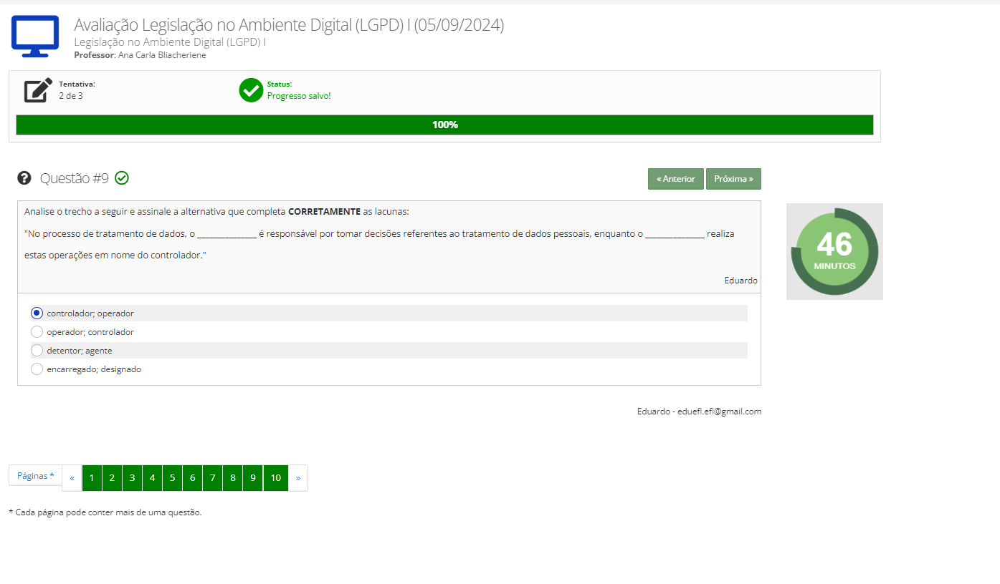 Avaliação Legislação no Ambiente Digital (LGPD) I (05/09/2024)
Legislação no Ambiente Digital (LGPD) I
Professor: Ana Carla Bliacheriene
Tentativa:
2 de 3
Status:
Progresso salvo!
100%
Questão #9
« Anterior
Próxima »
Analise o trecho a seguir e assinale a alternativa que completa CORRETAMENTE as lacunas:
"No processo de tratamento de dados, o ______________ é responsável por tomar decisões referentes ao tratamento de dados pessoais, enquanto o ______________ realiza
estas operações em nome do controlador."
Eduardo
46
MINUTOS
controlador; operador
operador; controlador
detentor; agente
encarregado; designado
Eduardo - eduefl.efl@gmail.com
Páginas * « 1 2 3 4 5 6 7 8 9 10 »
* Cada página pode conter mais de uma questão.